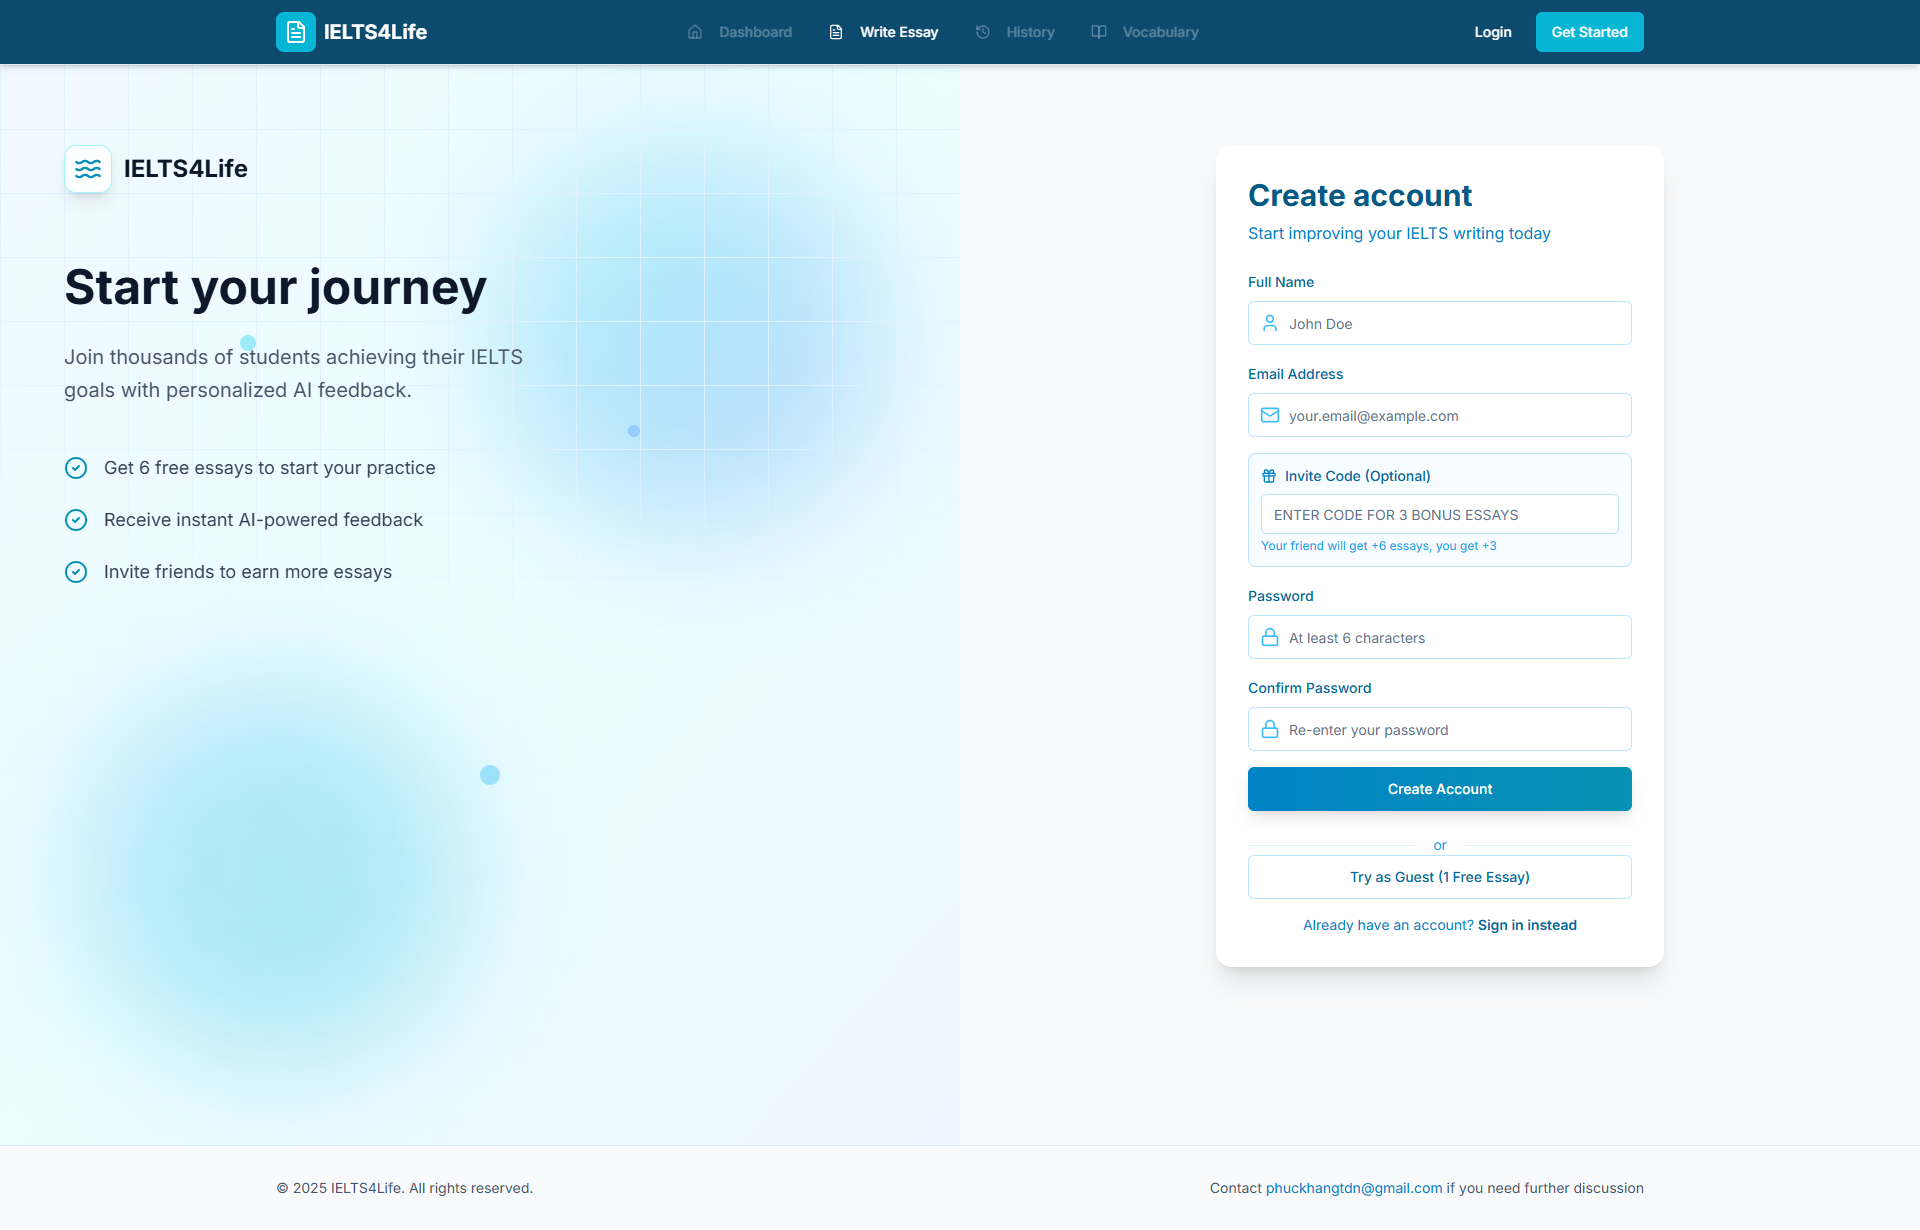 IELTS4Life
Dashboard
Write Essay
History
Vocabulary
Login
Get Started
IELTS4Life
Start your journey
Join thousands of students achieving their IELTS
goals with personalized AI feedback.
Get 6 free essays to start your practice
Receive instant AI-powered feedback
Invite friends to earn more essays
Create account
Start improving your IELTS writing today
Full Name
John Doe
Email Address
your.email@example.com
Invite Code (Optional)
ENTER CODE FOR 3 BONUS ESSAYS
Your friend will get +6 essays, you get +3
Password
At least 6 characters
Confirm Password
Re-enter your password
Create Account
or
Try as Guest (1 Free Essay)
Already have an account? Sign in instead
© 2025 IELTS4Life. All rights reserved.
Contact phuckhangtdn@gmail.com if you need further discussion